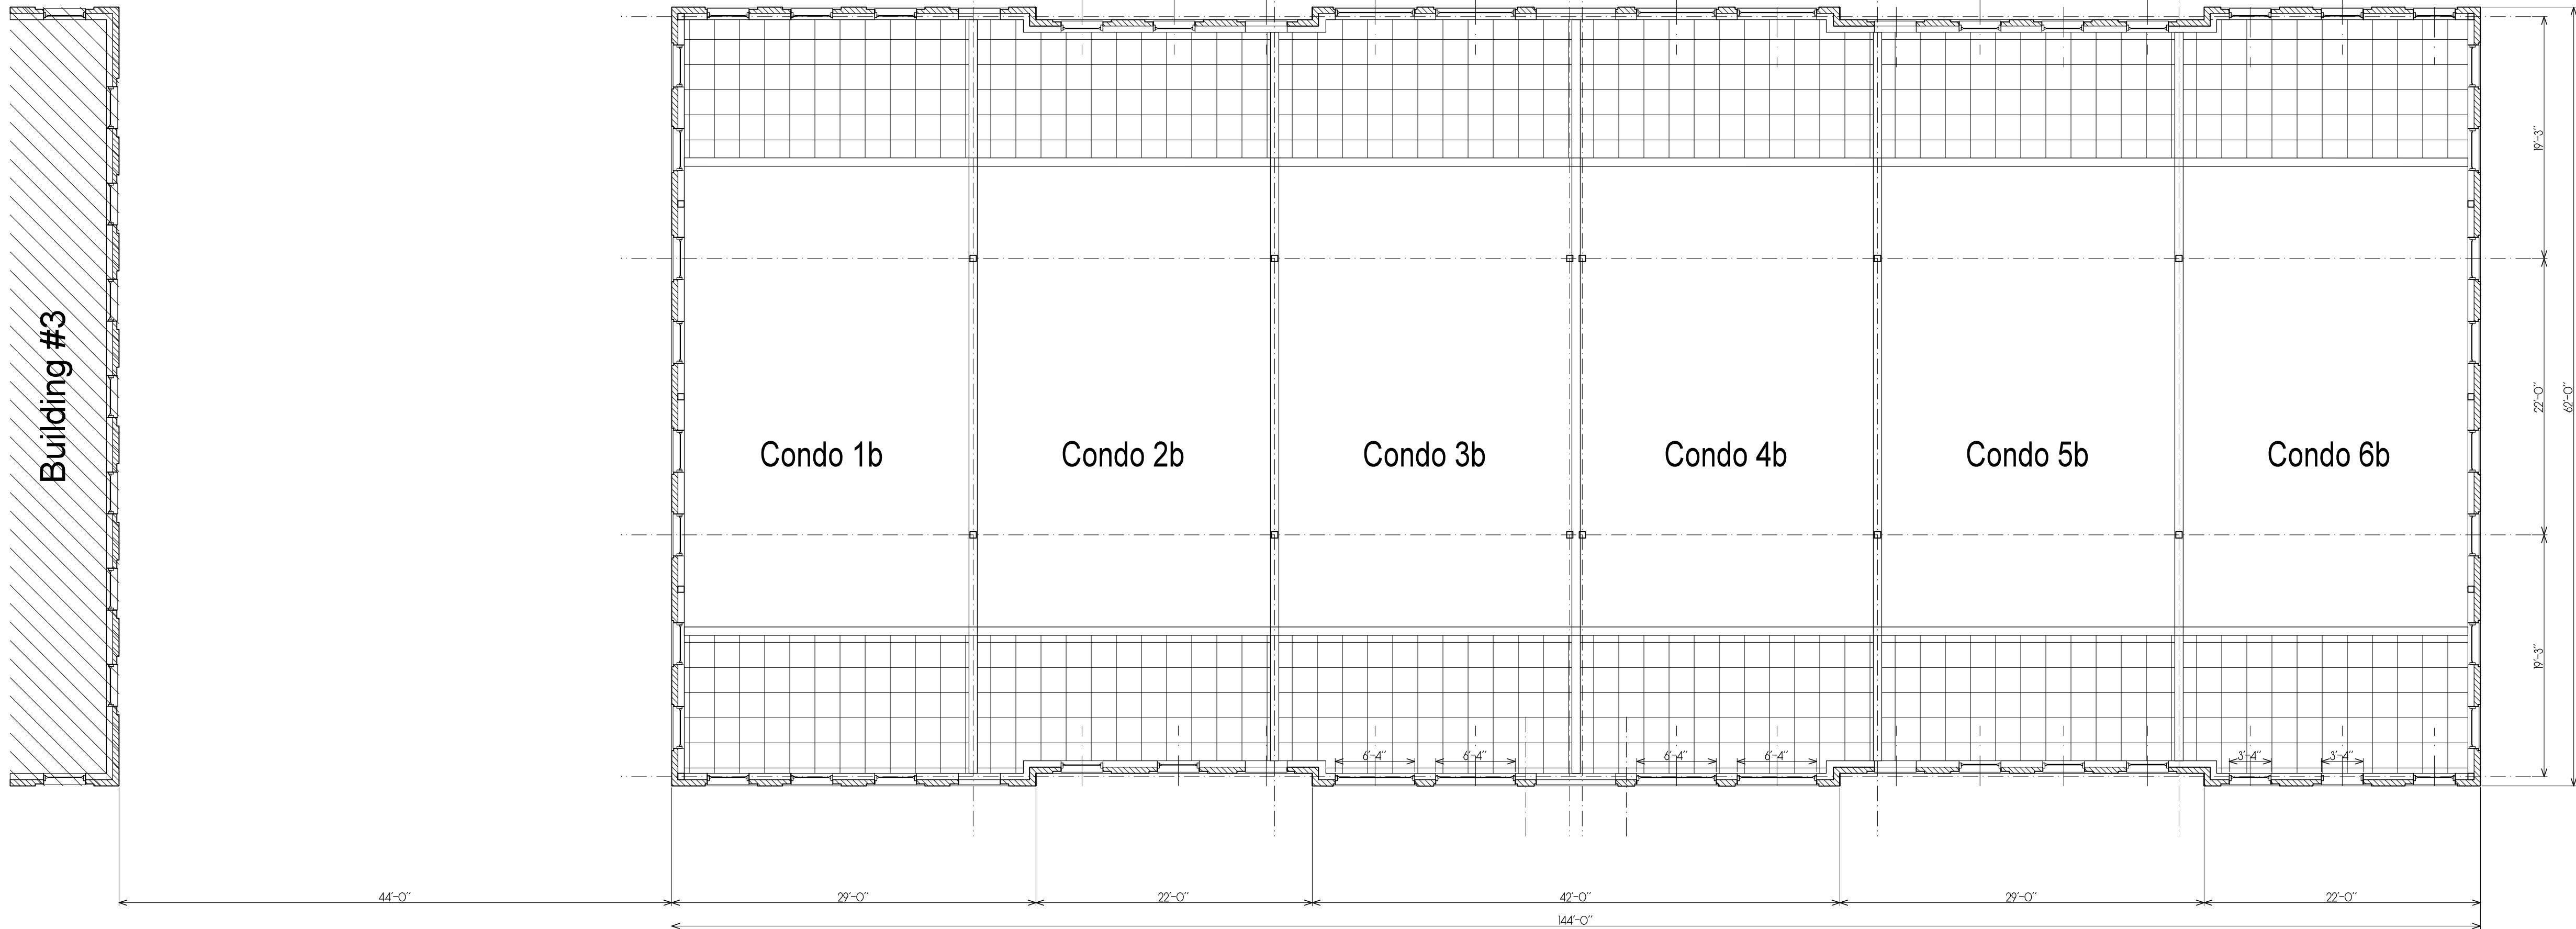 19'-3"
Building #3
22'-0"
62'-0"
Condo 1b
Condo 2b
Condo 3b
Condo 4b
Condo 5b
Condo 6b
19'-3"
6'-4"
6'-4"
6'-4"
6'-4"
3'-4"
3'-4"
44'-0"
29'-0"
22'-0"
42'-0"
29'-0"
22'-0"
144'-0"